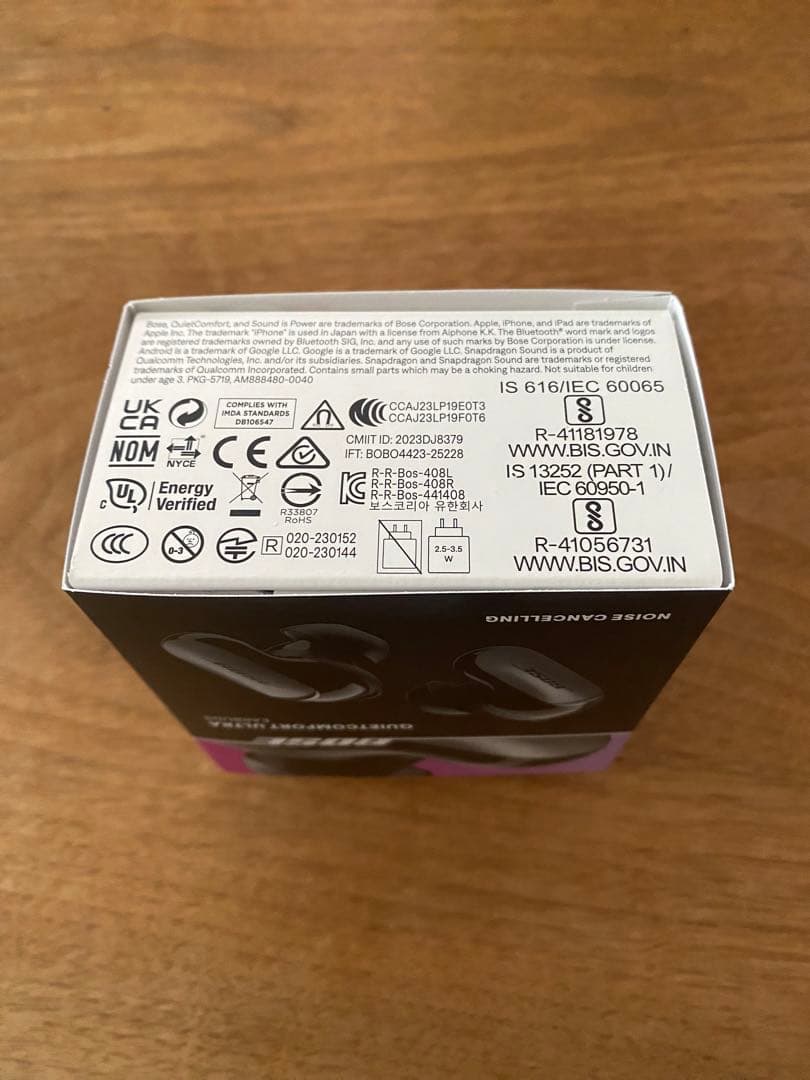 Bose, QuietComfort, and Sound is Power are trademarks of Bose Corporation. Apple, iPhone, and iPad are trademarks of
Apple Inc. The trademark "iPhone" is used in Japan with a license from Aiphone K.K. The Bluetooth® word mark and logos
are registered trademarks owned by Bluetooth SIG, Inc. and any use of such marks by Bose Corporation is under license.
Android is a trademark of Google LLC. Google is a trademark of Google LLC. Snapdragon Sound is a product of
Qualcomm Technologies, Inc. and/or its subsidiaries. Snapdragon and Snapdragon Sound are trademarks or registered
trademarks of Qualcomm Incorporated. Contains small parts which may be a choking hazard. Not suitable for children
under age 3. PKG-5719, AM888480-0040
UK
CA
COMPLIES WITH
IMDA STANDARDS
DB106547
CCAJ23LP19E0T3
CCAJ23LP19F0T6
NOM
NYCE
CE
CMIIT ID: 2023DJ8379
IFT: BOBO4423-25228
c UL
Energy
Verified
R33807
RoHS
R-R-Bos-408L
R-R-Bos-408R
R-R-Bos-441408
보스코리아 유한회사
CCC
0-3
R
020-230152
020-230144
2.5-3.5
W
IS 616/IEC 60065
R-41181978
WWW.BIS.GOV.IN
IS 13252 (PART 1)/
IEC 60950-1
R-41056731
WWW.BIS.GOV.IN
NOISE CANCELLING
BOSE
QUIETCOMFORT ULTRA
EARBUDS
BOSE